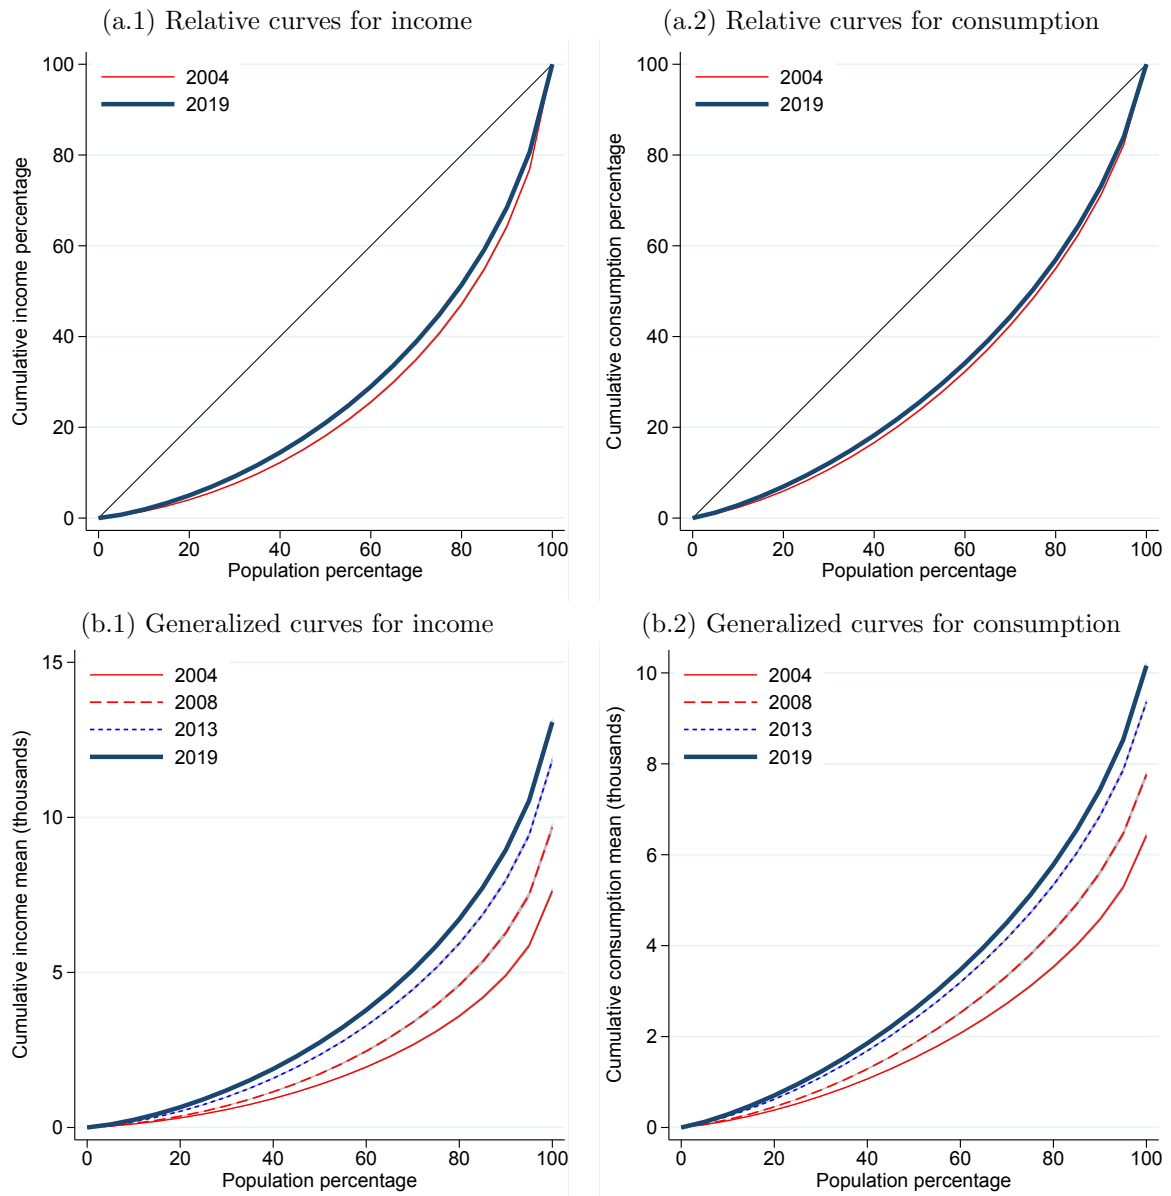 (a.1) Relative curves for income
100
80
60
40
20
0
Cumulative income percentage
2004
2019
0 20 40 60 80 100
Population percentage
(a.2) Relative curves for consumption
100
80
60
40
20
0
Cumulative consumption percentage
2004
2019
0 20 40 60 80 100
Population percentage
(b.1) Generalized curves for income
15
10
5
0
Cumulative income mean (thousands)
2004
2008
2013
2019
0 20 40 60 80 100
Population percentage
(b.2) Generalized curves for consumption
10
8
6
4
2
0
Cumulative consumption mean (thousands)
2004
2008
2013
2019
0 20 40 60 80 100
Population percentage